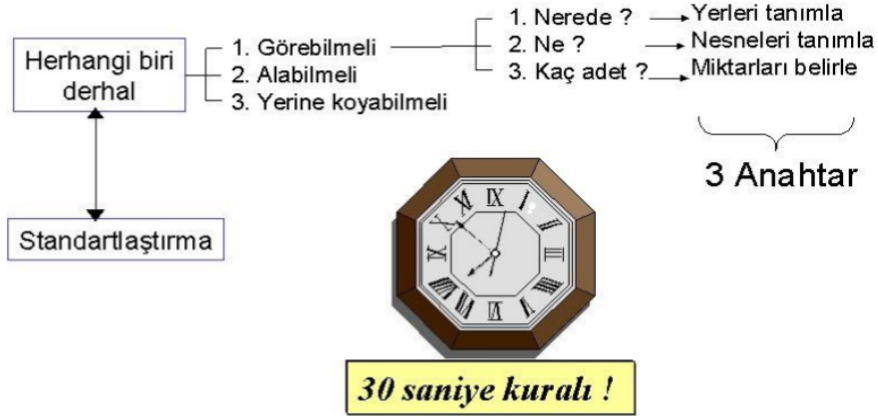 Herhangi biri
derhal
1. Görebilmeli
2. Alabilmeli
3. Yerine koyabilmeli
1. Nerede ?
2. Ne ?
3. Kaç adet ?
Yerleri tanımla
Nesneleri tanımla
Miktarları belirle
3 Anahtar
Standartlaştırma
30 saniye kuralı !